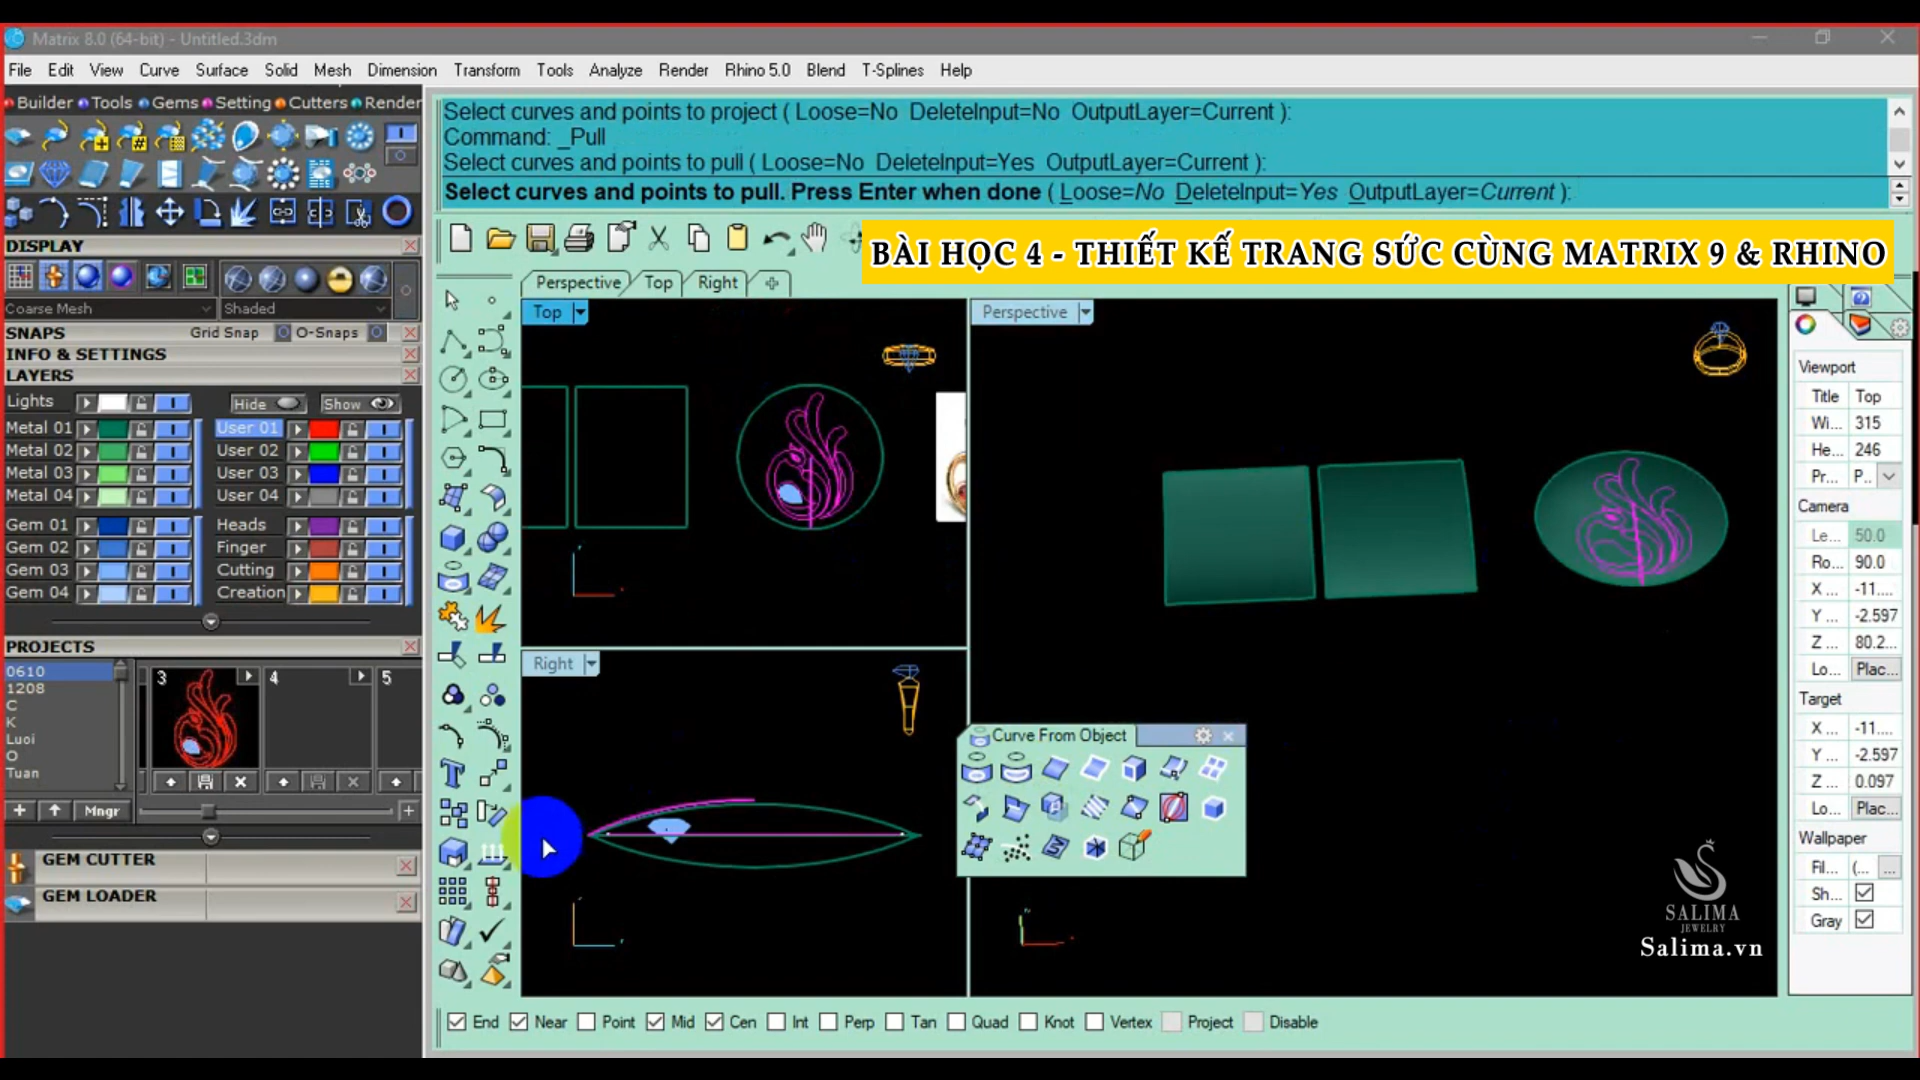 Matrix 8.0 (64-bit) - Untitled.3dm
File Edit View Curve Surface Solid Mesh Dimension Transform Tools Analyze Render Rhino 5.0 Blend V-Ray T-Splines Help
Builder Tools Gems Setting Cutters Render
Select curves and points to project ( Loose=No DeleteInput=No OutputLayer=Current ):
Command: _Pull
Select curves and points to pull ( Loose=No DeleteInput=Yes OutputLayer=Current ):
Select curves and points to pull. Press Enter when done ( Loose=No DeleteInput=Yes OutputLayer=Current ):
BÀI HỌC 4 - THIẾT KẾ TRANG SỨC CÙNG MATRIX 9 & RHINO
DISPLAY
Coarse Mesh Shaded
SNAPS Grid Snap O-Snaps
INFO & SETTINGS
LAYERS
Lights Hide Show
Metal 01 User 01
Metal 02 User 02
Metal 03 User 03
Metal 04 User 04
Gem 01 Heads
Gem 02 Finger
Gem 03 Cutting
Gem 04 Creation
PROJECTS
0610
1208
C
K
Luoi
O
Tuan
3 4 5
Mngr
GEM CUTTER
GEM LOADER
Perspective Top Right
Top
Perspective
Right
Curve From Object
Viewport
Title Top
Wi... 315
He... 246
Pr... P..
Camera
Le... 50.0
Ro... 90.0
X ... -11....
Y ... -2.597
Z ... 80.2...
Lo... Plac...
Target
X ... -11....
Y ... -2.597
Z ... 0.097
Lo... Plac...
Wallpaper
Fil... (... ...
Sh...
Gray
SALIMA
JEWELRY
Salima.vn
End Near Point Mid Cen Int Perp Tan Quad Knot Vertex Project Disable